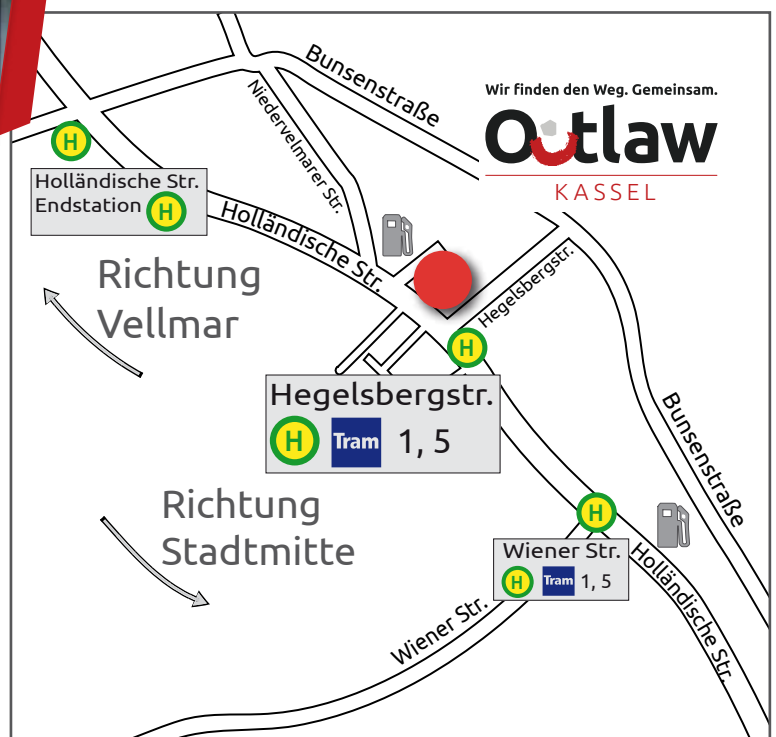 Wir finden den Weg. Gemeinsam.
Outlaw
KASSEL
Bunsenstraße
Niedervelmarer Str.
H
Holländische Str.
Endstation H
Holländische Str.
Richtung
Vellmar
Hegelsbergstr.
H
Hegelsbergstr.
H Tram 1, 5
Bunsenstraße
Richtung
Stadtmitte
H
Wiener Str.
H Tram 1, 5
Holländische Str.
Wiener Str.